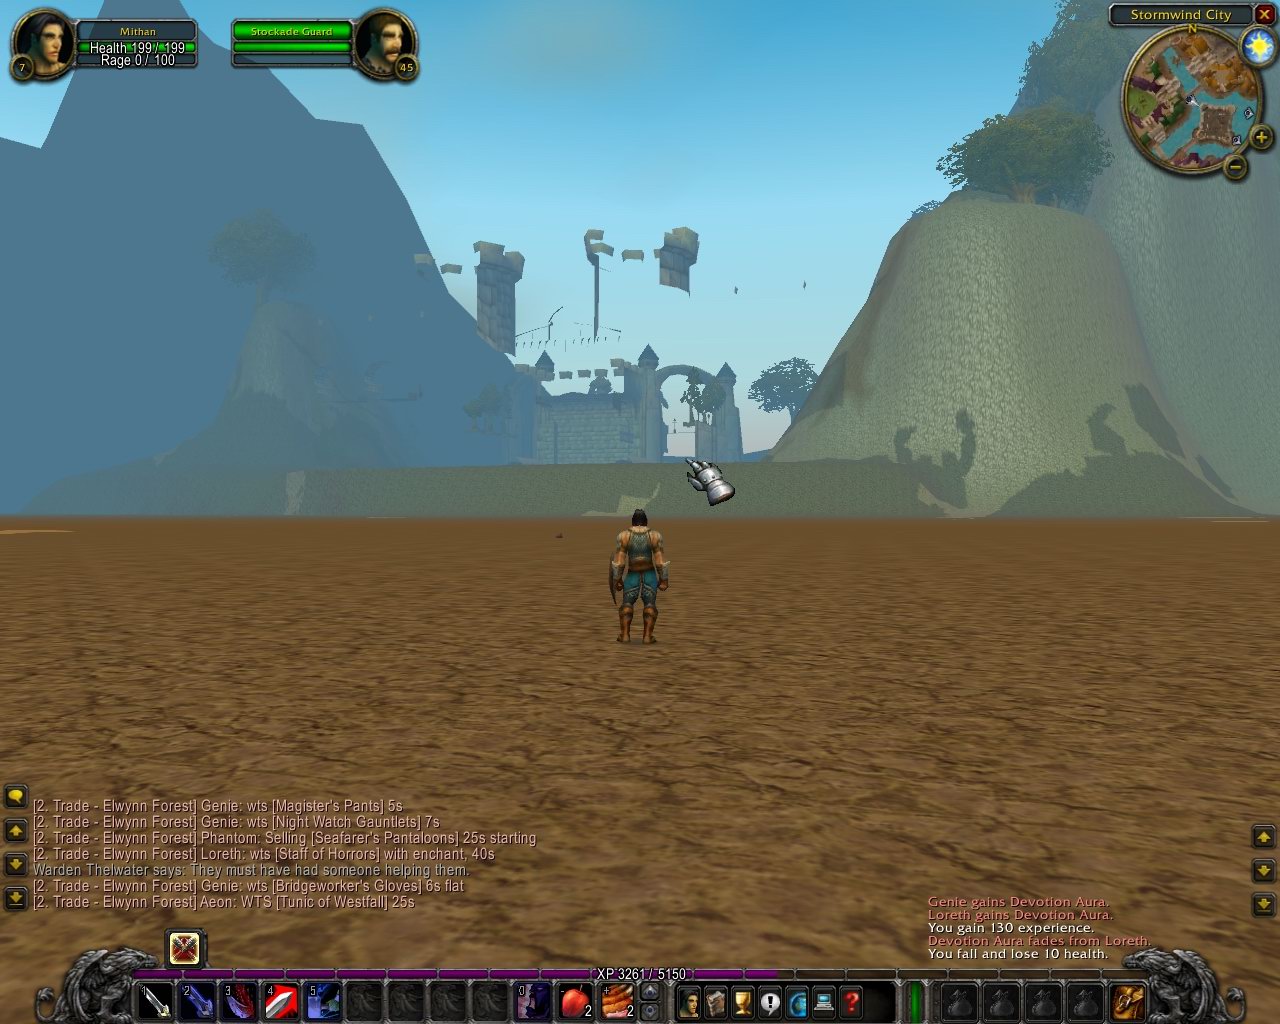 Mithan
Health 199 / 199
Rage 0 / 100
7
Stockade Guard
45
Stormwind City
N
[2. Trade - Elwynn Forest] Genie: wts [Magister's Pants] 5s
[2. Trade - Elwynn Forest] Genie: wts [Night Watch Gauntlets] 7s
[2. Trade - Elwynn Forest] Phantom: Selling [Seafarer's Pantaloons] 25s starting
[2. Trade - Elwynn Forest] Loreth: wts [Staff of Horrors] with enchant, 40s
Warden Thelwater says: They must have had someone helping them.
[2. Trade - Elwynn Forest] Genie: wts [Bridgeworker's Gloves] 6s flat
[2. Trade - Elwynn Forest] Aeon: WTS [Tunic of Westfall] 25s
Genie gains Devotion Aura.
Loreth gains Devotion Aura.
You gain 130 experience.
Devotion Aura fades from Loreth.
You fall and lose 10 health.
XP 3261 / 5150
1
2
3
4
5
0
-
2
+
2